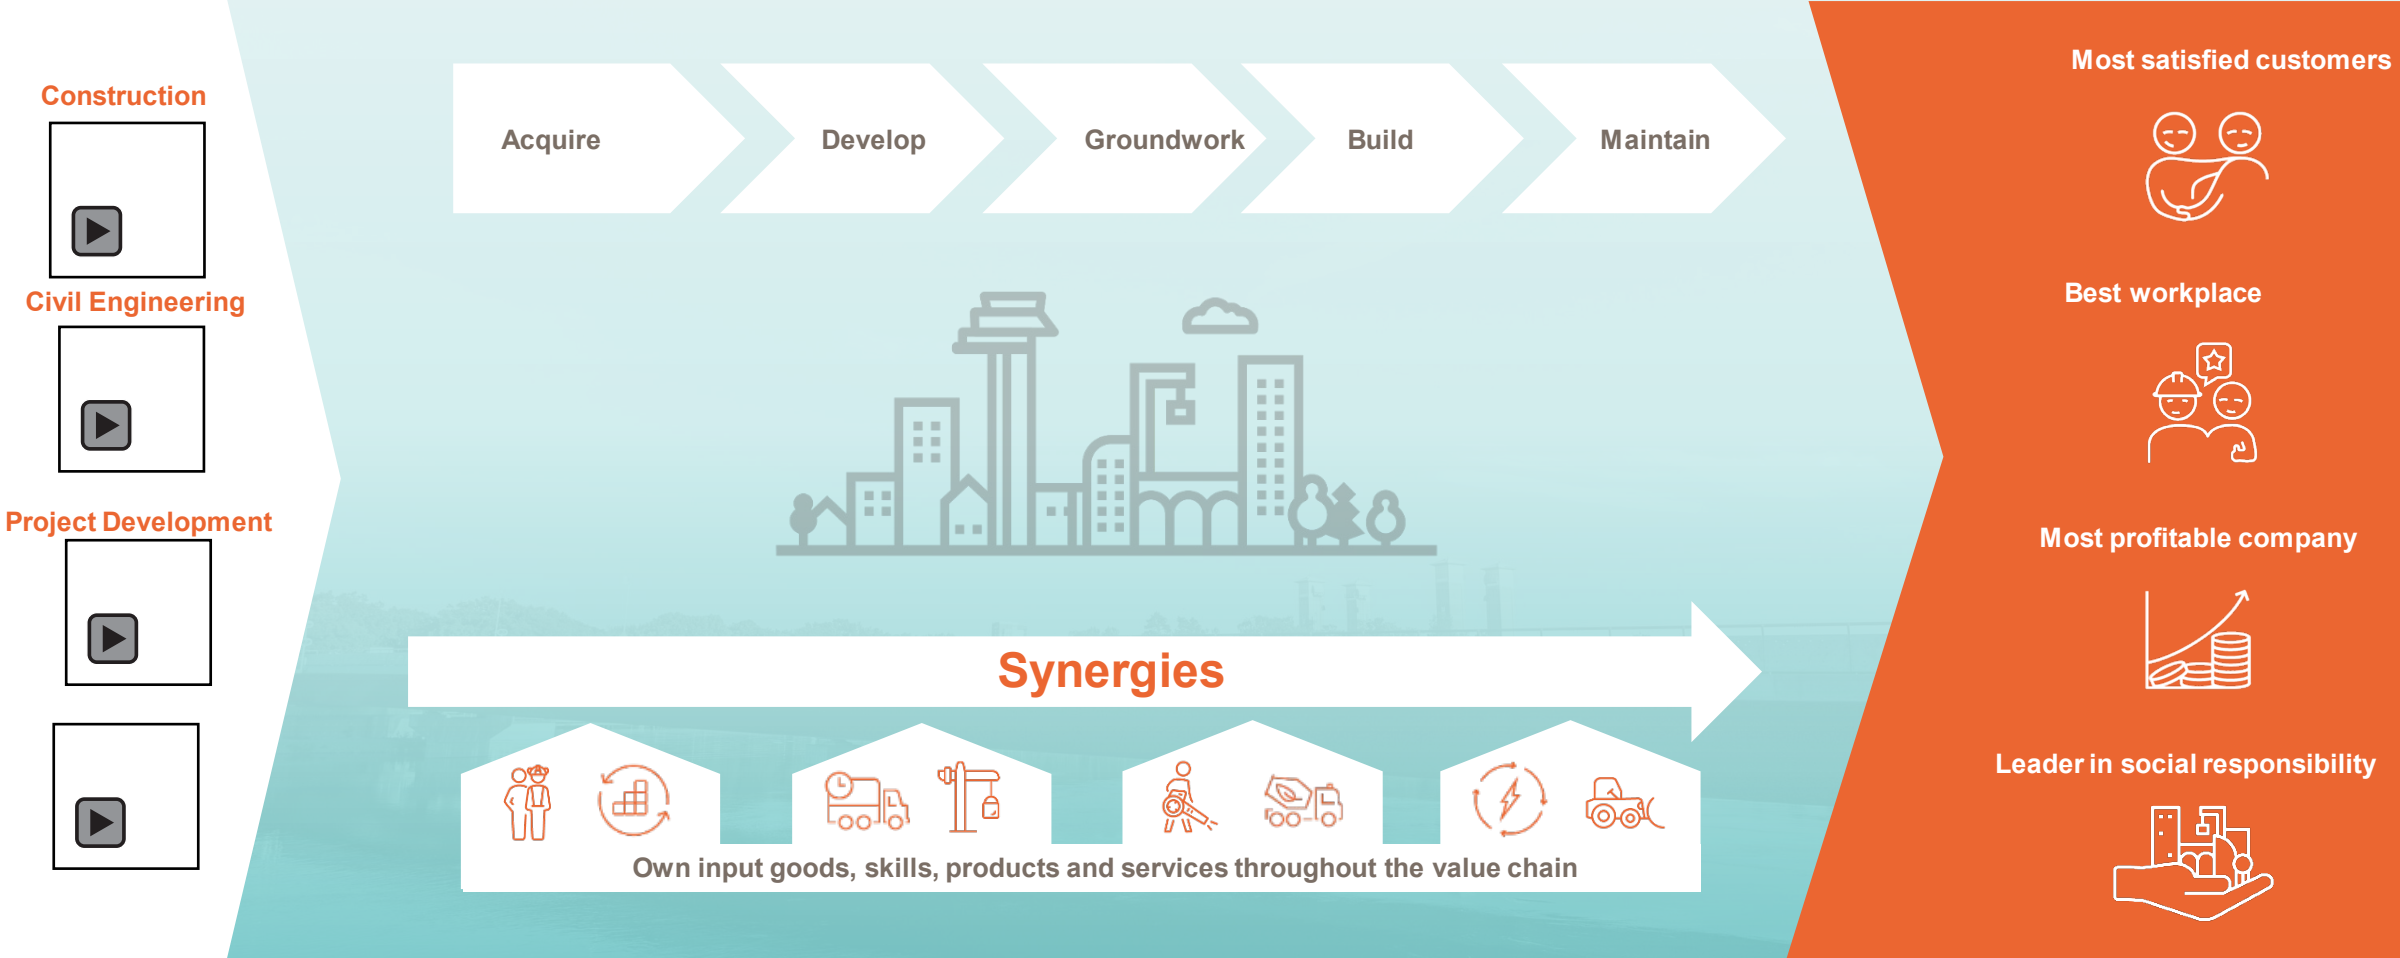 Construction
Civil Engineering
Project Development
Acquire
Develop
Groundwork
Build
Maintain
Synergies
Own input goods, skills, products and services throughout the value chain
Most satisfied customers
Best workplace
Most profitable company
Leader in social responsibility